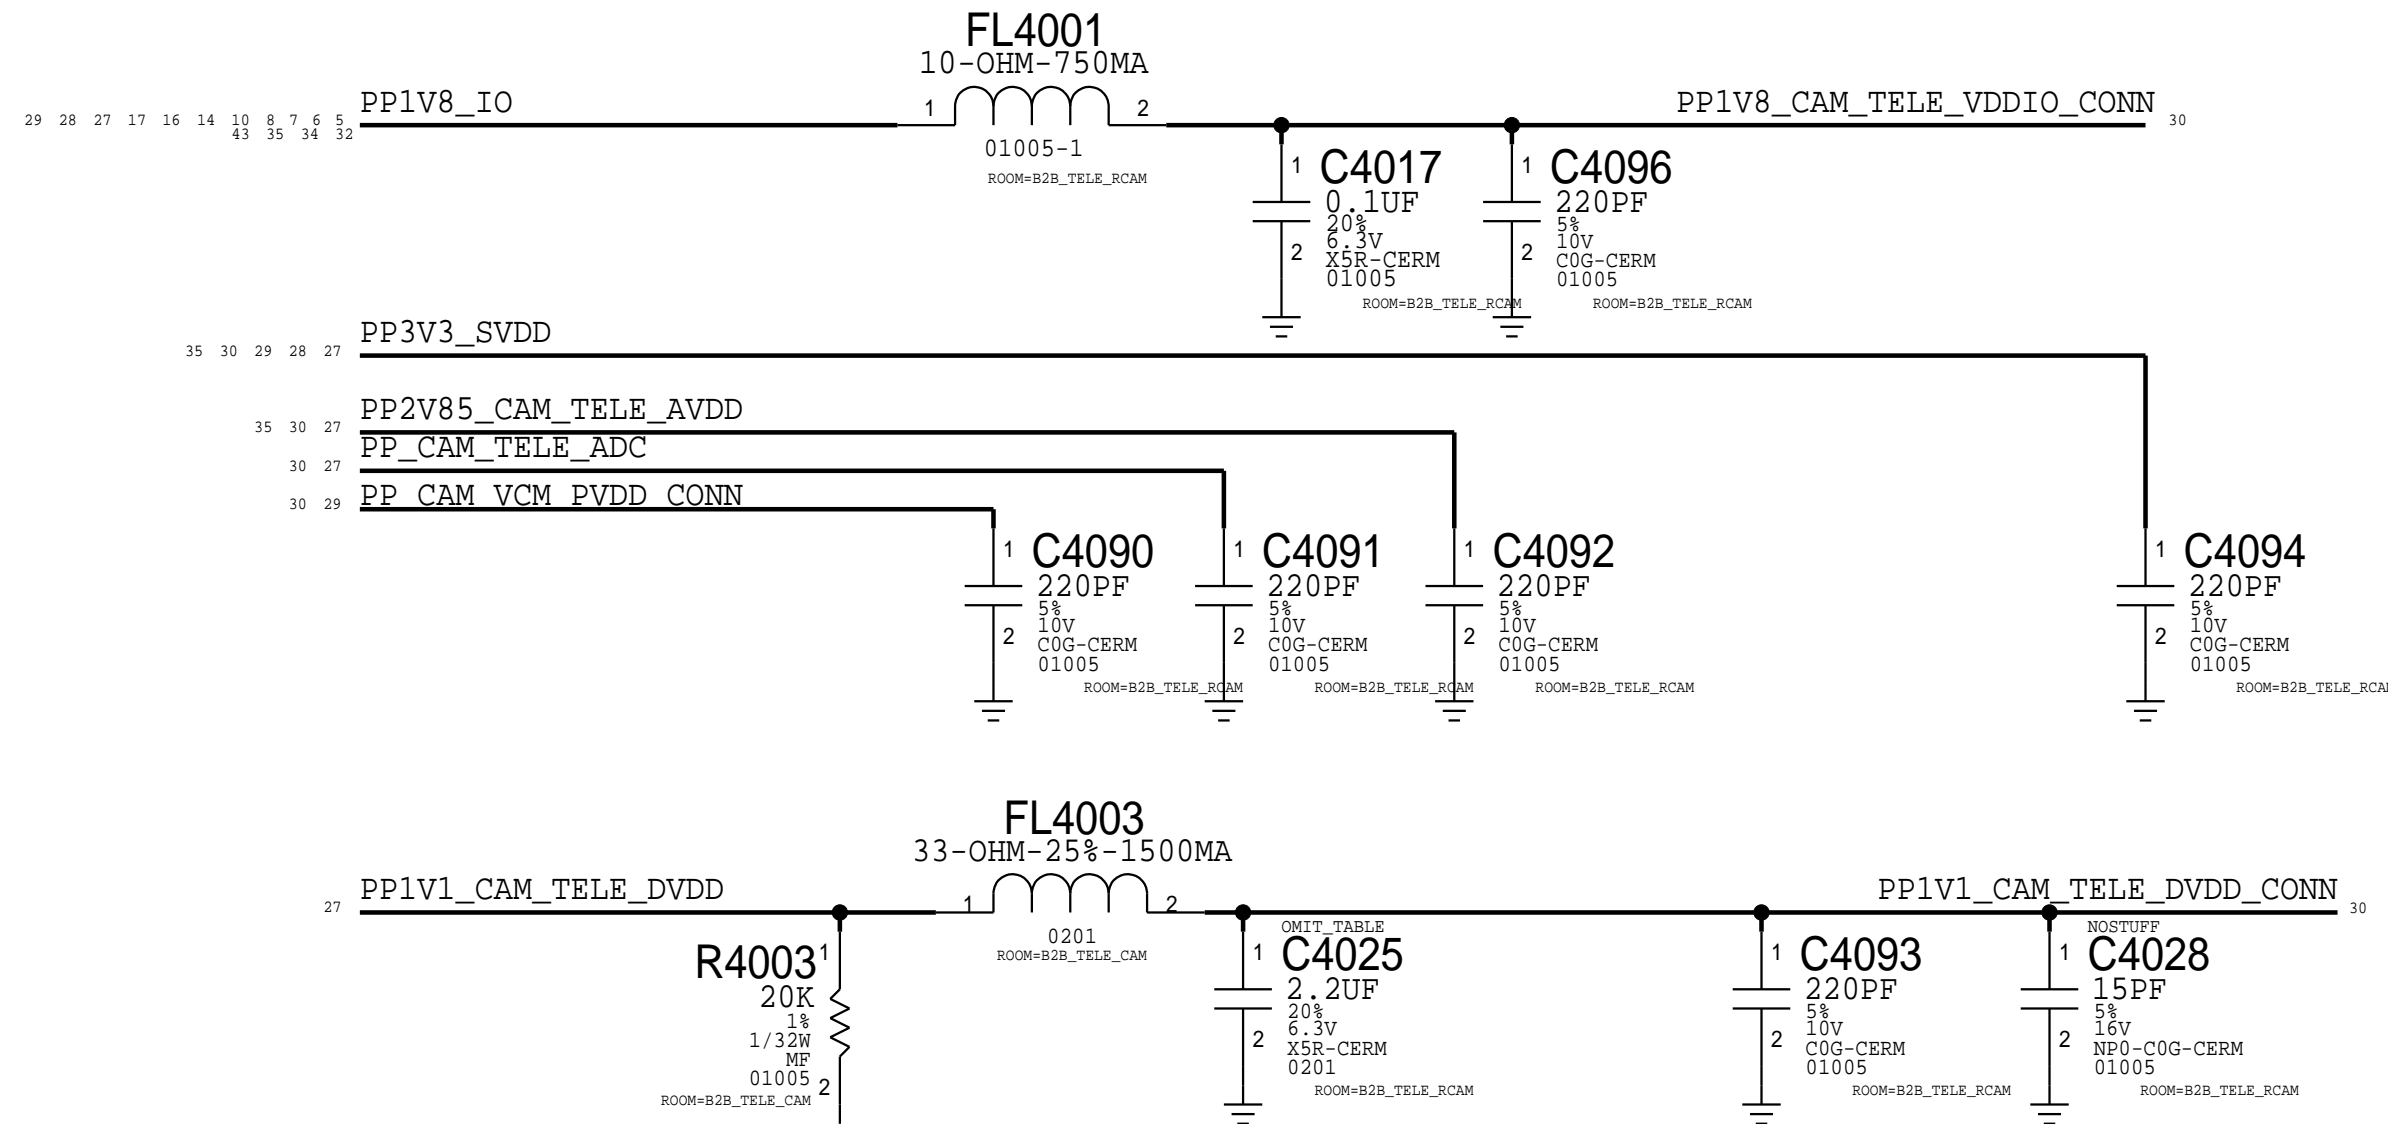 FL4001
10-OHM-750MA
PP1V8_IO
1
2
PP1V8_CAM_TELE_VDDIO_CONN
29 28 27 17 16 14 10 8 7 6 5
43 35 34 32
30
01005-1
ROOM=B2B_TELE_RCAM
1
C4017
0.1UF
20%
6.3V
2
X5R-CERM
01005
ROOM=B2B_TELE_RCAM
1
C4096
220PF
5%
10V
2
C0G-CERM
01005
ROOM=B2B_TELE_RCAM
PP3V3_SVDD
35 30 29 28 27
PP2V85_CAM_TELE_AVDD
35 30 27
PP_CAM_TELE_ADC
30 27
PP_CAM_VCM_PVDD_CONN
30 29
1
C4090
220PF
5%
10V
2
C0G-CERM
01005
ROOM=B2B_TELE_RCAM
1
C4091
220PF
5%
10V
2
C0G-CERM
01005
ROOM=B2B_TELE_RCAM
1
C4092
220PF
5%
10V
2
C0G-CERM
01005
ROOM=B2B_TELE_RCAM
1
C4094
220PF
5%
10V
2
C0G-CERM
01005
ROOM=B2B_TELE_RCAM
FL4003
33-OHM-25%-1500MA
PP1V1_CAM_TELE_DVDD
27
1
2
PP1V1_CAM_TELE_DVDD_CONN
30
0201
ROOM=B2B_TELE_CAM
R4003
1
20K
1%
1/32W
MF
01005
2
ROOM=B2B_TELE_CAM
OMIT_TABLE
1
C4025
2.2UF
20%
6.3V
2
X5R-CERM
0201
ROOM=B2B_TELE_RCAM
1
C4093
220PF
5%
10V
2
C0G-CERM
01005
ROOM=B2B_TELE_RCAM
NOSTUFF
1
C4028
15PF
5%
16V
2
NP0-C0G-CERM
01005
ROOM=B2B_TELE_RCAM